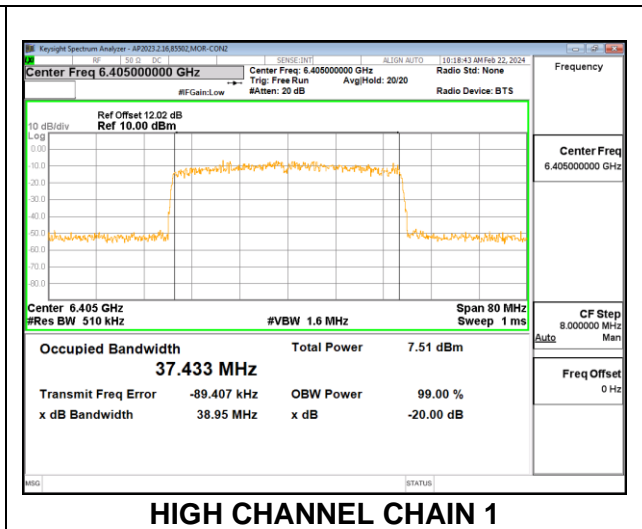 Keysight Spectrum Analyzer - AP2023.2.16,85502,MOR-CON2
RF 50 Ω DC SENSE:INT ALIGN AUTO 10:18:43 AM Feb 22, 2024
Center Freq 6.405000000 GHz
Center Freq: 6.405000000 GHz Radio Std: None
Trig: Free Run Avg|Hold: 20/20
#IFGain:Low #Atten: 20 dB Radio Device: BTS
Frequency
Ref Offset 12.02 dB
10 dB/div Ref 10.00 dBm
Log
0.00
-10.0
-20.0
-30.0
-40.0
-50.0
-60.0
-70.0
-80.0
Center Freq
6.405000000 GHz
Center 6.405 GHz Span 80 MHz
#Res BW 510 kHz #VBW 1.6 MHz Sweep 1 ms
CF Step
8.000000 MHz
Auto Man
Occupied Bandwidth Total Power 7.51 dBm
37.433 MHz
Transmit Freq Error -89.407 kHz OBW Power 99.00 %
x dB Bandwidth 38.95 MHz x dB -20.00 dB
Freq Offset
0 Hz
MSG STATUS
HIGH CHANNEL CHAIN 1